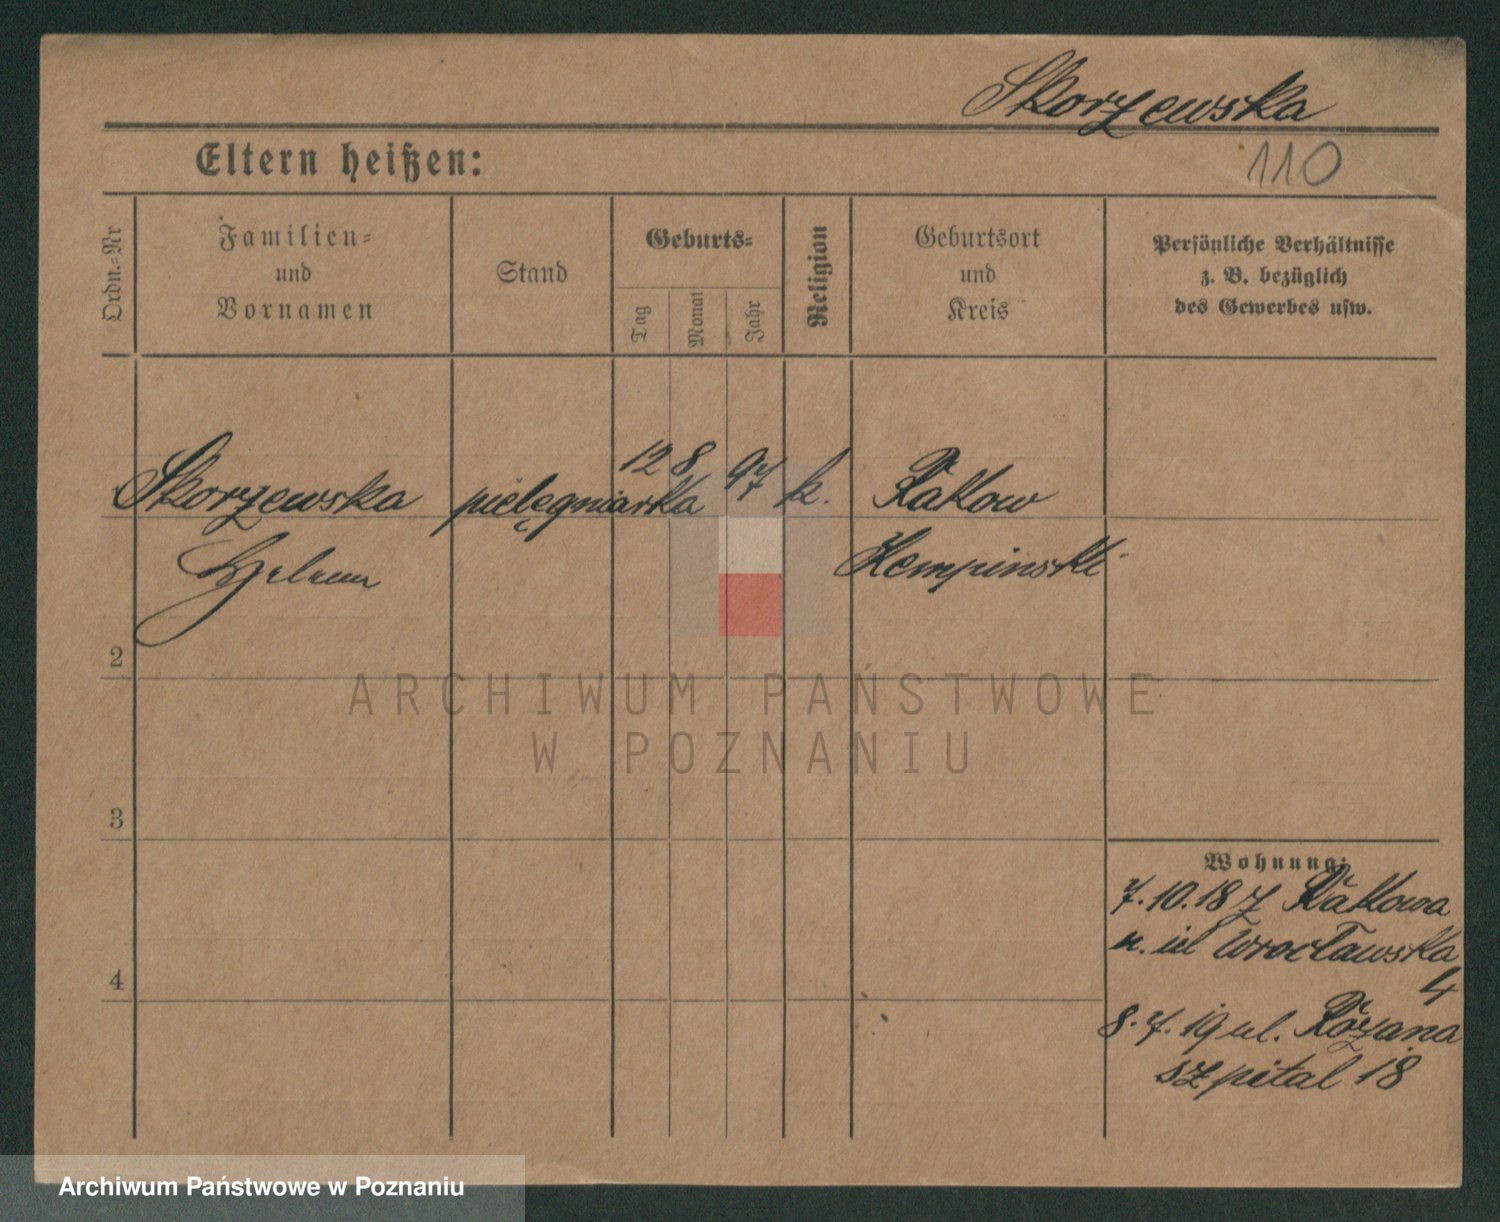 Skorzewska
Eltern heißen:
110
Ordn.-Nr
Familien-
und
Vornamen
Stand
Geburts-
Tag
Monat
Jahr
Religion
Geburtsort
und
Kreis
Persönliche Verhältnisse
z. B. bezüglich
des Gewerbes usw.
Skorzewska pielęgniarka 12 8 97 k. Rakow
Kempinski
2
ARCHIWUM PAŃSTWOWE
W POZNANIU
3
Wohnung:
7.10.18 z Rakowa
n. ul Wrocławska
4
4
8.7.19 ul. Różana
szpital 18
Archiwum Państwowe w Poznaniu